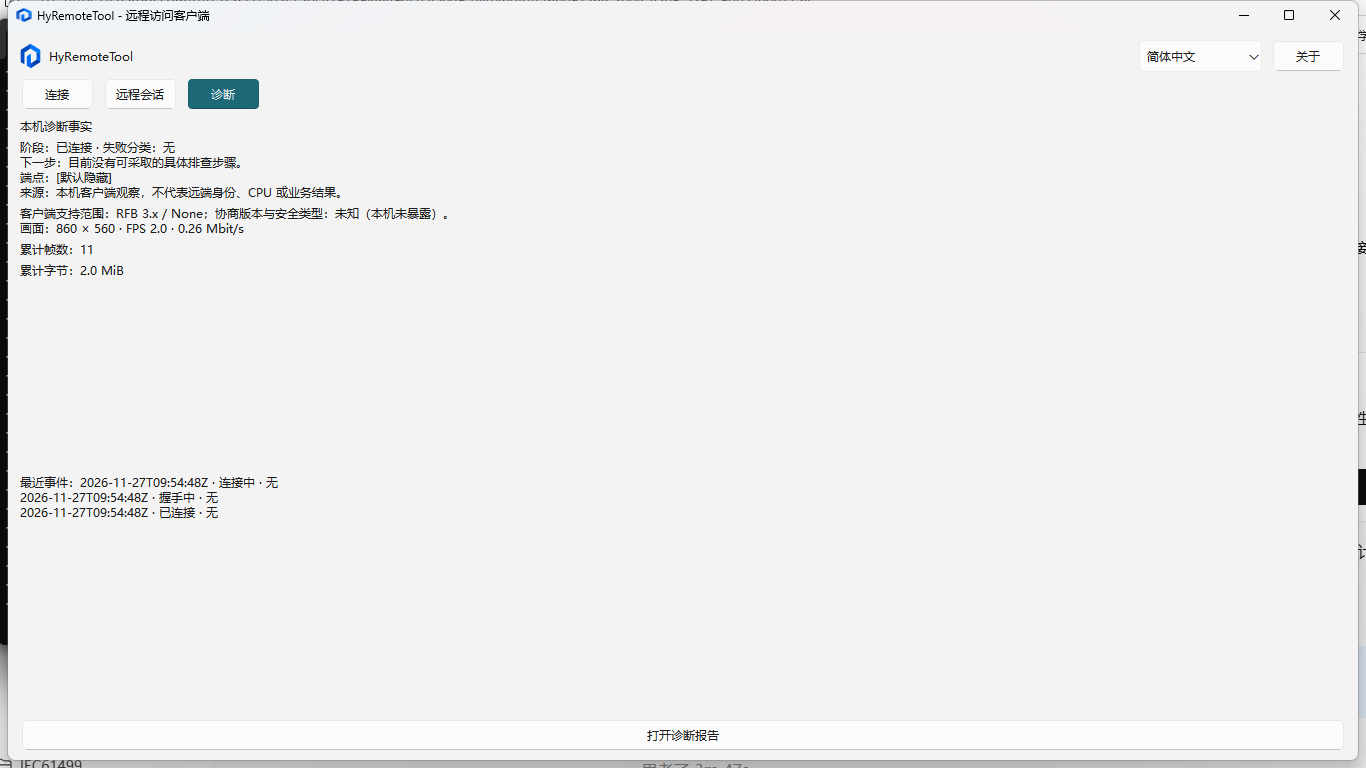 HyRemoteTool - 远程访问客户端
HyRemoteTool
简体中文
关于
连接
远程会话
诊断
本机诊断事实
阶段：已连接 · 失败分类：无
下一步：目前没有可采取的具体排查步骤。
端点：[默认隐藏]
来源：本机客户端观察，不代表远端身份、CPU 或业务结果。
客户端支持范围：RFB 3.x / None；协商版本与安全类型：未知（本机未暴露）。
画面：860 × 560 · FPS 2.0 · 0.26 Mbit/s
累计帧数：11
累计字节：2.0 MiB
最近事件：2026-11-27T09:54:48Z · 连接中 · 无
2026-11-27T09:54:48Z · 握手中 · 无
2026-11-27T09:54:48Z · 已连接 · 无
打开诊断报告
IEC61499